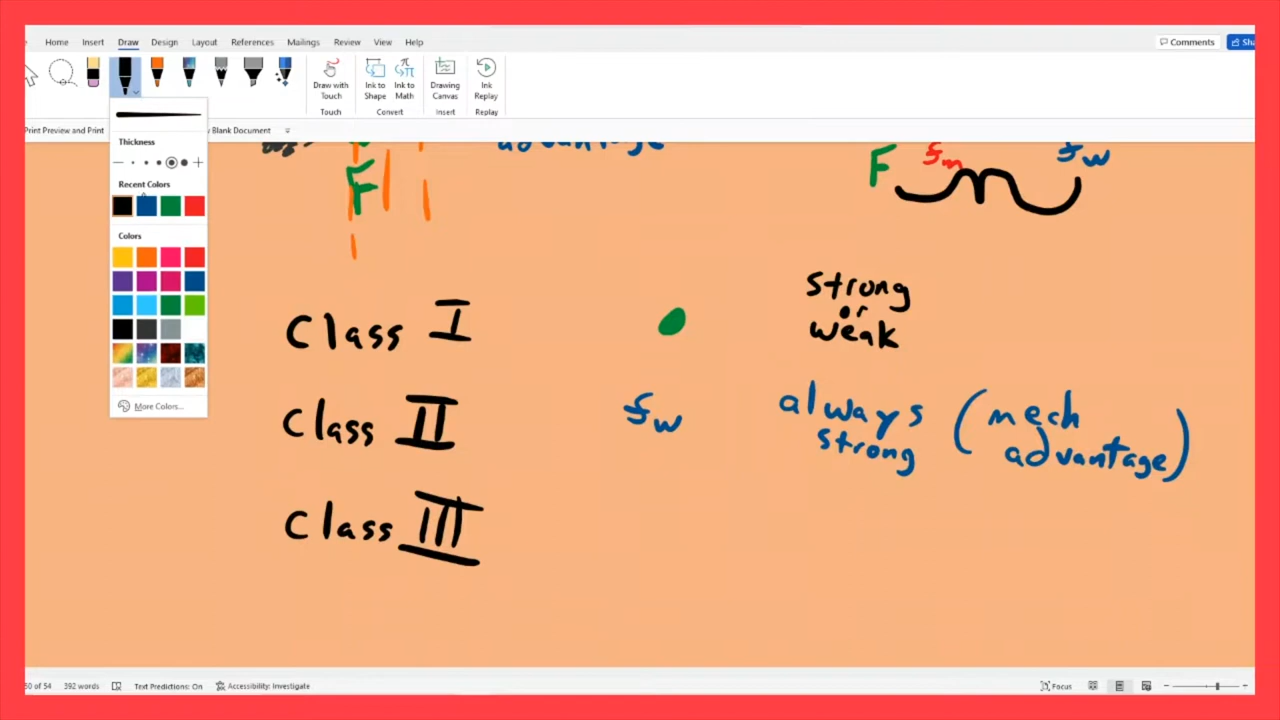 Home Insert Draw Design Layout References Mailings Review View Help
Comments
Draw with Touch
Ink to Shape
Ink to Math
Drawing Canvas
Ink Replay
Touch Convert Insert Replay
Print Preview and Print
Blank Document
Thickness
Recent Colors
Colors
More Colors...
advantage
F
F fm fw
Class I
strong
or
weak
Class II fw always strong (mech advantage)
Class III
of 54 392 words Text Predictions: On Accessibility: Investigate Focus